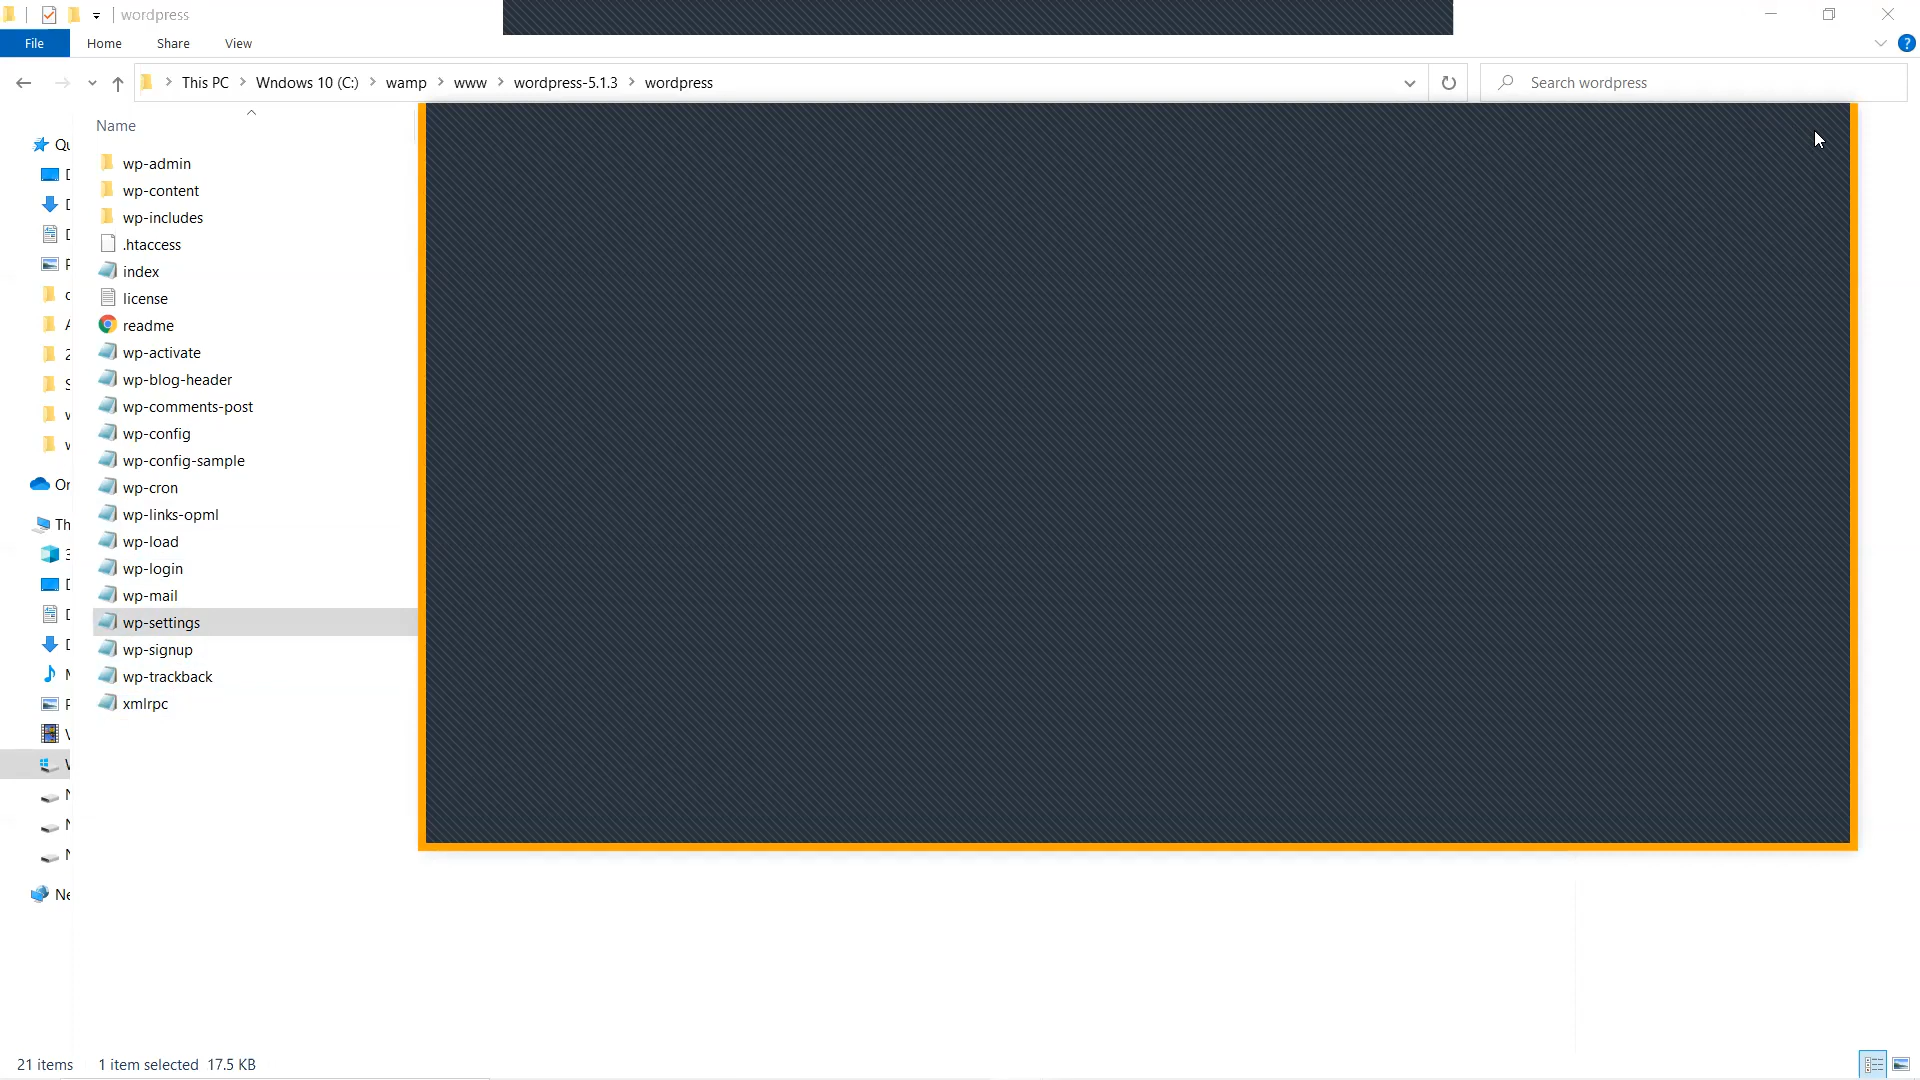 wordpress
File Home Share View
This PC Wndows 10 (C:) wamp www wordpress-5.1.3 wordpress
Search wordpress
Name
wp-admin
wp-content
wp-includes
.htaccess
index
license
readme
wp-activate
wp-blog-header
wp-comments-post
wp-config
wp-config-sample
wp-cron
wp-links-opml
wp-load
wp-login
wp-mail
wp-settings
wp-signup
wp-trackback
xmlrpc
21 items 1 item selected 17.5 KB